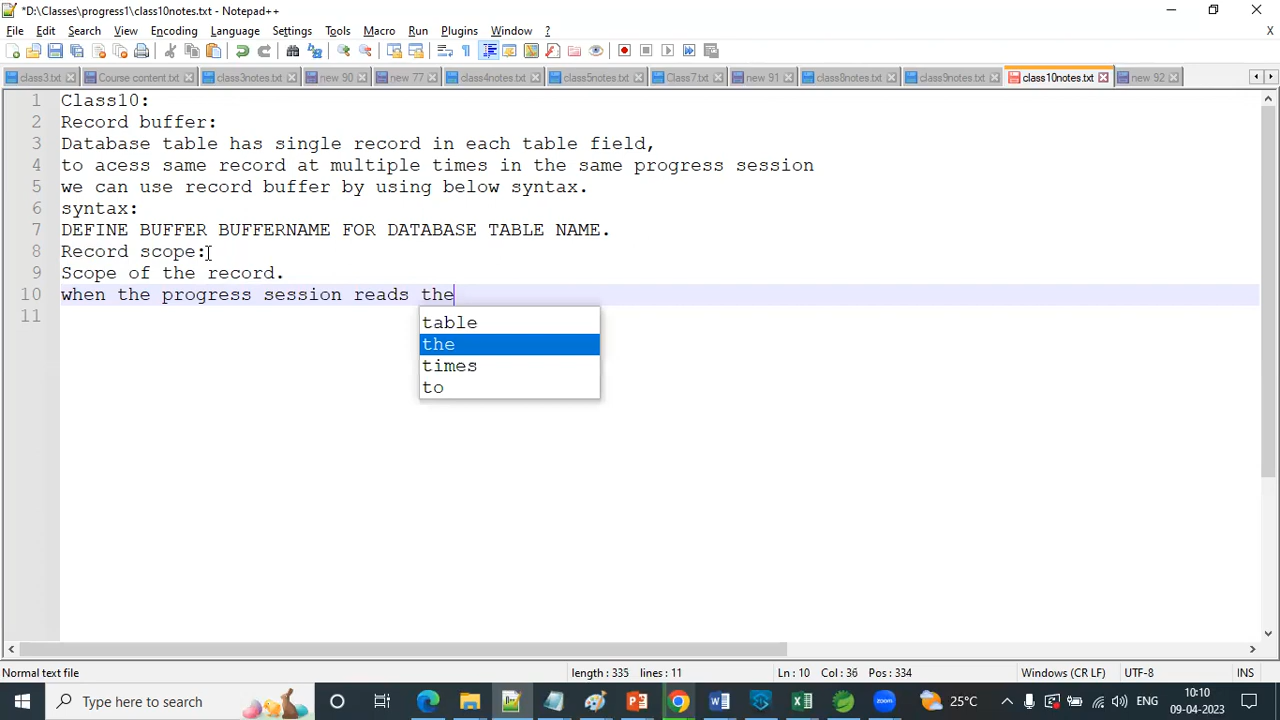 *D:\Classes\progress1\class10notes.txt - Notepad++
File Edit Search View Encoding Language Settings Tools Macro Run Plugins Window ? X
class3.txt Course content.txt class3notes.txt new 90 new 77 class4notes.txt class5notes.txt Class7.txt new 91 class8notes.txt class9notes.txt class10notes.txt new 92
1 Class10:
2 Record buffer:
3 Database table has single record in each table field,
4 to acess same record at multiple times in the same progress session
5 we can use record buffer by using below syntax.
6 syntax:
7 DEFINE BUFFER BUFFERNAME FOR DATABASE TABLE NAME.
8 Record scope:
9 Scope of the record.
10 when the progress session reads the
11
table
the
times
to
Normal text file length : 335 lines : 11 Ln : 10 Col : 36 Pos : 334 Windows (CR LF) UTF-8 INS
Type here to search 25°C ENG 10:10
09-04-2023